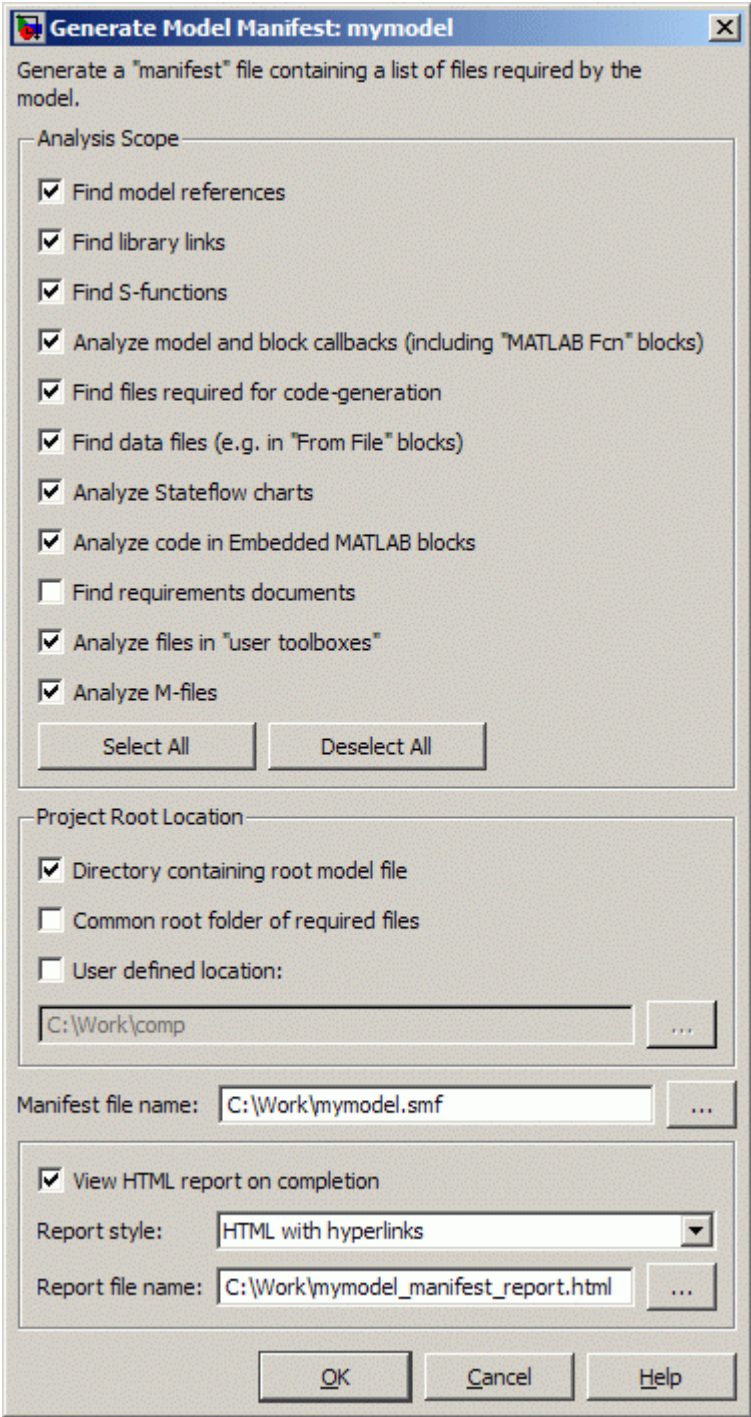 Generate Model Manifest: mymodel
Generate a "manifest" file containing a list of files required by the
model.
Analysis Scope
Find model references
Find library links
Find S-functions
Analyze model and block callbacks (including "MATLAB Fcn" blocks)
Find files required for code-generation
Find data files (e.g. in "From File" blocks)
Analyze Stateflow charts
Analyze code in Embedded MATLAB blocks
Find requirements documents
Analyze files in "user toolboxes"
Analyze M-files
Select All Deselect All
Project Root Location
Directory containing root model file
Common root folder of required files
User defined location:
C:\Work\comp ...
Manifest file name: C:\Work\mymodel.smf ...
View HTML report on completion
Report style: HTML with hyperlinks
Report file name: C:\Work\mymodel_manifest_report.html ...
OK Cancel Help